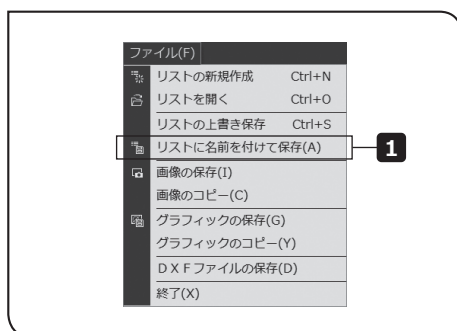 ファイル(F)
リストの新規作成 Ctrl+N
リストを開く Ctrl+O
リストの上書き保存 Ctrl+S
リストに名前を付けて保存(A)
1
画像の保存(I)
画像のコピー(C)
グラフィックの保存(G)
グラフィックのコピー(Y)
ＤＸＦファイルの保存(D)
終了(X)